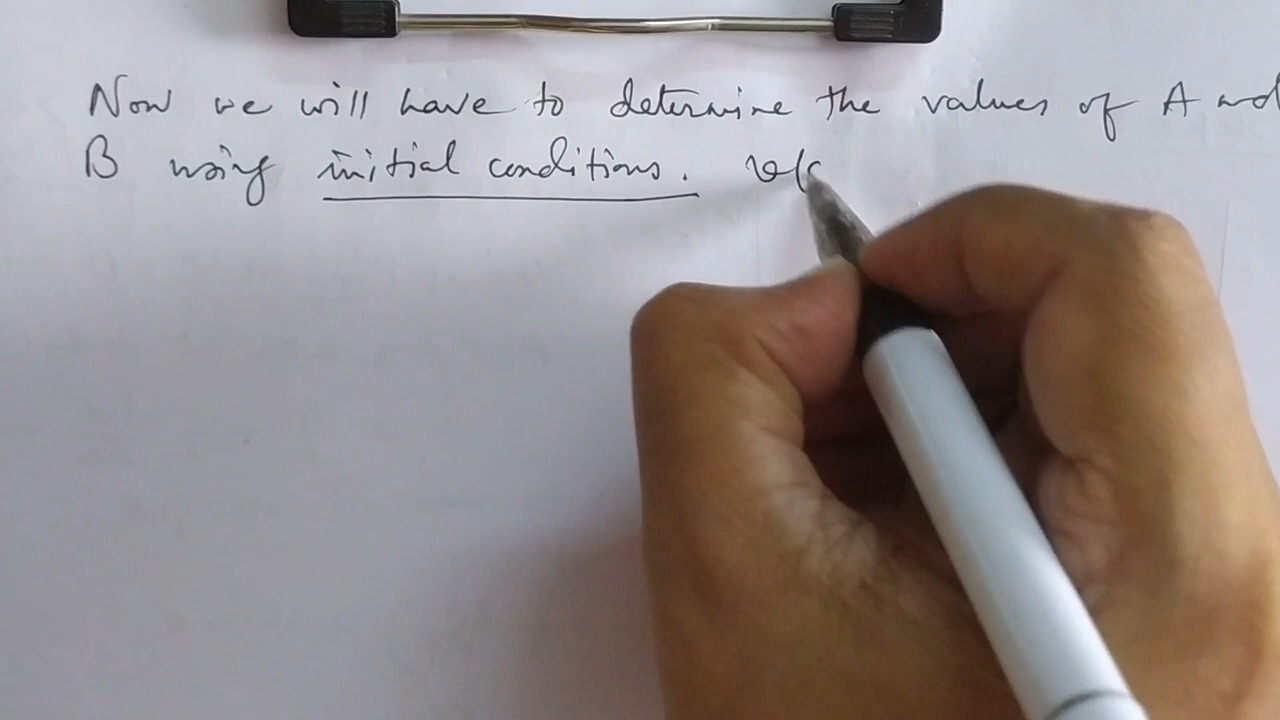 Now we will have to determine the values of A and
B using initial conditions. v(